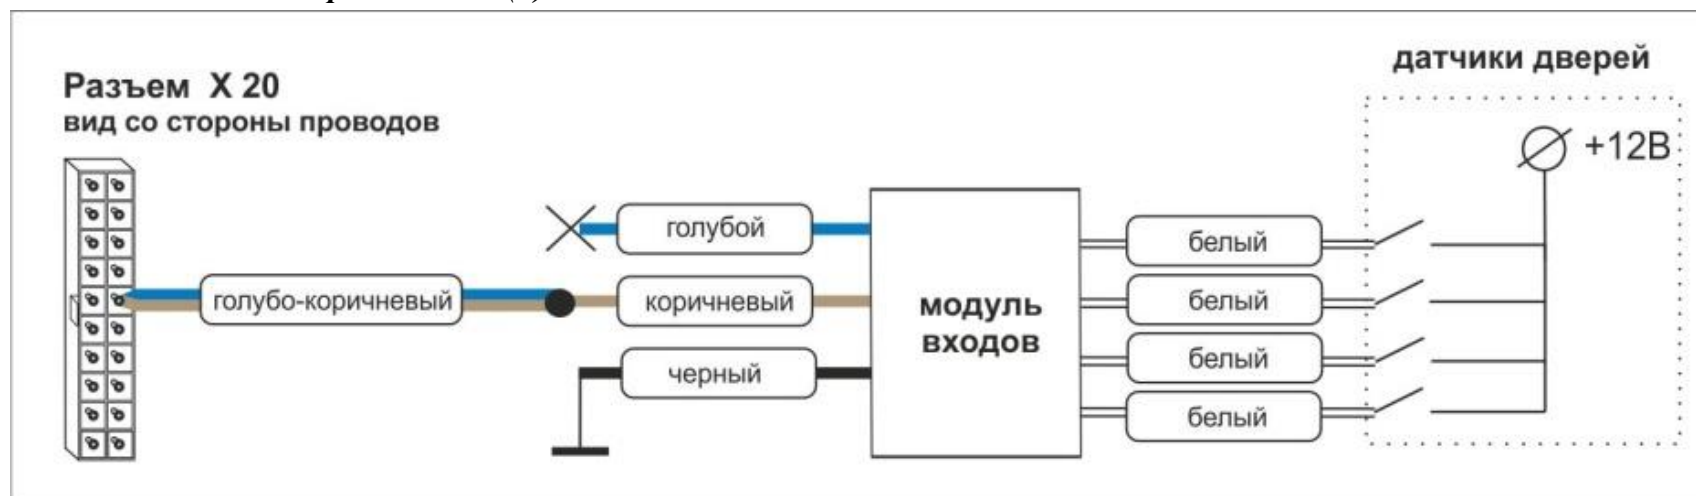 Разъем X 20
вид со стороны проводов
датчики дверей
+12В
голубой
белый
голубо-коричневый
коричневый
модуль
входов
белый
черный
белый
белый